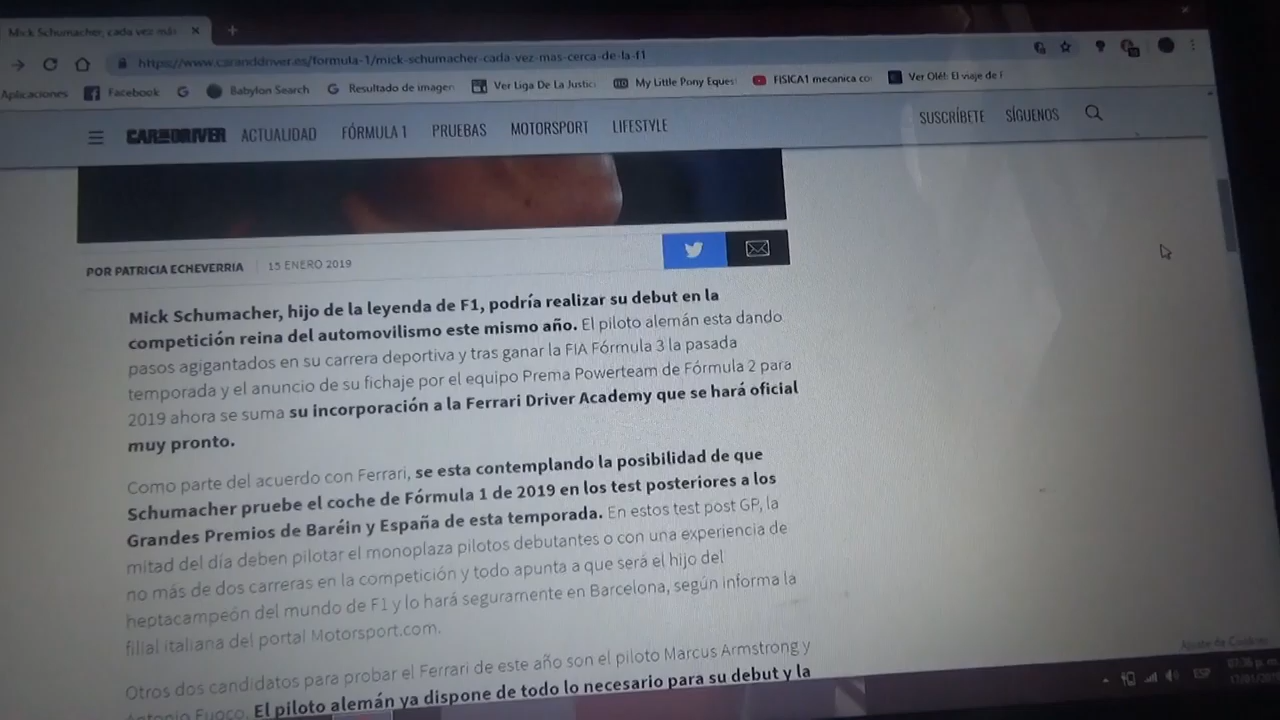 Mick Schumacher, cada vez más
https://www.caranddriver.es/formula-1/mick-schumacher-cada-vez-mas-cerca-de-la-f1
Aplicaciones Facebook G Babylon Search Resultado de imagen Ver Liga De La Justic My Little Pony Equest FISICA1 mecanica co Ver Olé!: El viaje de F
CAR AND DRIVER ACTUALIDAD FÓRMULA 1 PRUEBAS MOTORSPORT LIFESTYLE SUSCRÍBETE SÍGUENOS
POR PATRICIA ECHEVERRIA 15 ENERO 2019
Mick Schumacher, hijo de la leyenda de F1, podría realizar su debut en la
competición reina del automovilismo este mismo año. El piloto alemán esta dando
pasos agigantados en su carrera deportiva y tras ganar la FIA Fórmula 3 la pasada
temporada y el anuncio de su fichaje por el equipo Prema Powerteam de Fórmula 2 para
2019 ahora se suma su incorporación a la Ferrari Driver Academy que se hará oficial
muy pronto.
Como parte del acuerdo con Ferrari, se esta contemplando la posibilidad de que
Schumacher pruebe el coche de Fórmula 1 de 2019 en los test posteriores a los
Grandes Premios de Baréin y España de esta temporada. En estos test post GP, la
mitad del día deben pilotar el monoplaza pilotos debutantes o con una experiencia de
no más de dos carreras en la competición y todo apunta a que será el hijo del
heptacampeón del mundo de F1 y lo hará seguramente en Barcelona, según informa la
filial italiana del portal Motorsport.com.
Otros dos candidatos para probar el Ferrari de este año son el piloto Marcus Armstrong y
Antonio Fuoco. El piloto alemán ya dispone de todo lo necesario para su debut y la
Ajuste de Cookies
ESP 07:36 p. m.